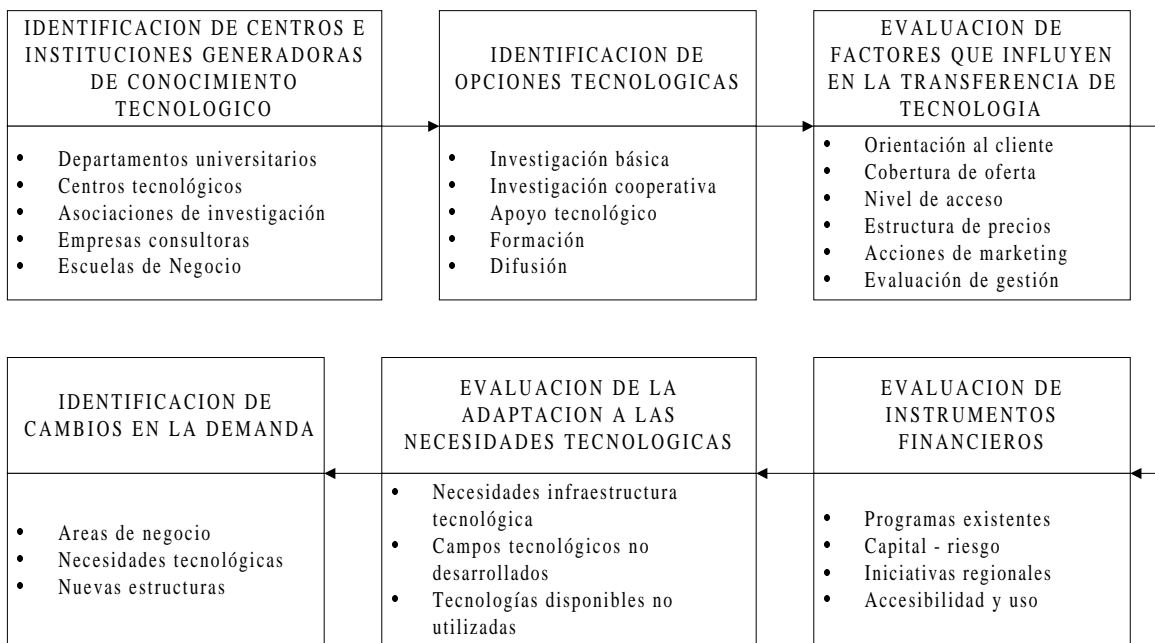 IDENTIFICACION DE CENTROS E
INSTITUCIONES GENERADORAS
DE CONOCIMIENTO
TECNOLOGICO
• Departamentos universitarios
• Centros tecnológicos
• Asociaciones de investigación
• Empresas consultoras
• Escuelas de Negocio
IDENTIFICACION DE
OPCIONES TECNOLOGICAS
• Investigación básica
• Investigación cooperativa
• Apoyo tecnológico
• Formación
• Difusión
EVALUACION DE
FACTORES QUE INFLUYEN
EN LA TRANSFERENCIA DE
TECNOLOGIA
• Orientación al cliente
• Cobertura de oferta
• Nivel de acceso
• Estructura de precios
• Acciones de marketing
• Evaluación de gestión
EVALUACION DE
INSTRUMENTOS
FINANCIEROS
• Programas existentes
• Capital - riesgo
• Iniciativas regionales
• Accesibilidad y uso
EVALUACION DE LA
ADAPTACION A LAS
NECESIDADES TECNOLOGICAS
• Necesidades infraestructura
tecnológica
• Campos tecnológicos no
desarrollados
• Tecnologías disponibles no
utilizadas
IDENTIFICACION DE
CAMBIOS EN LA DEMANDA
• Areas de negocio
• Necesidades tecnológicas
• Nuevas estructuras